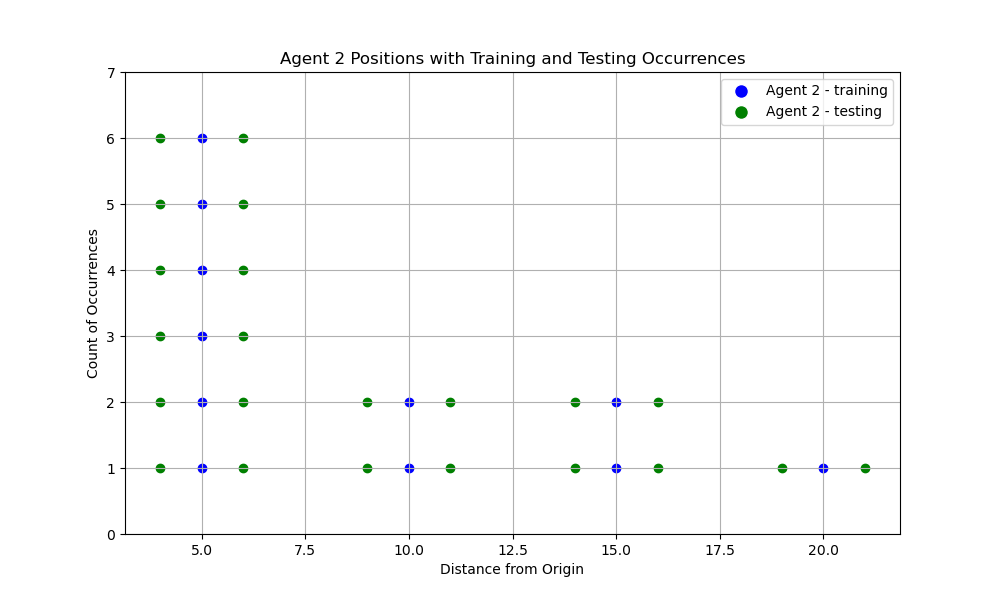 Agent 2 Positions with Training and Testing Occurrences
Agent 2 - training
Agent 2 - testing
Count of Occurrences
7
6
5
4
3
2
1
0
5.0 7.5 10.0 12.5 15.0 17.5 20.0
Distance from Origin